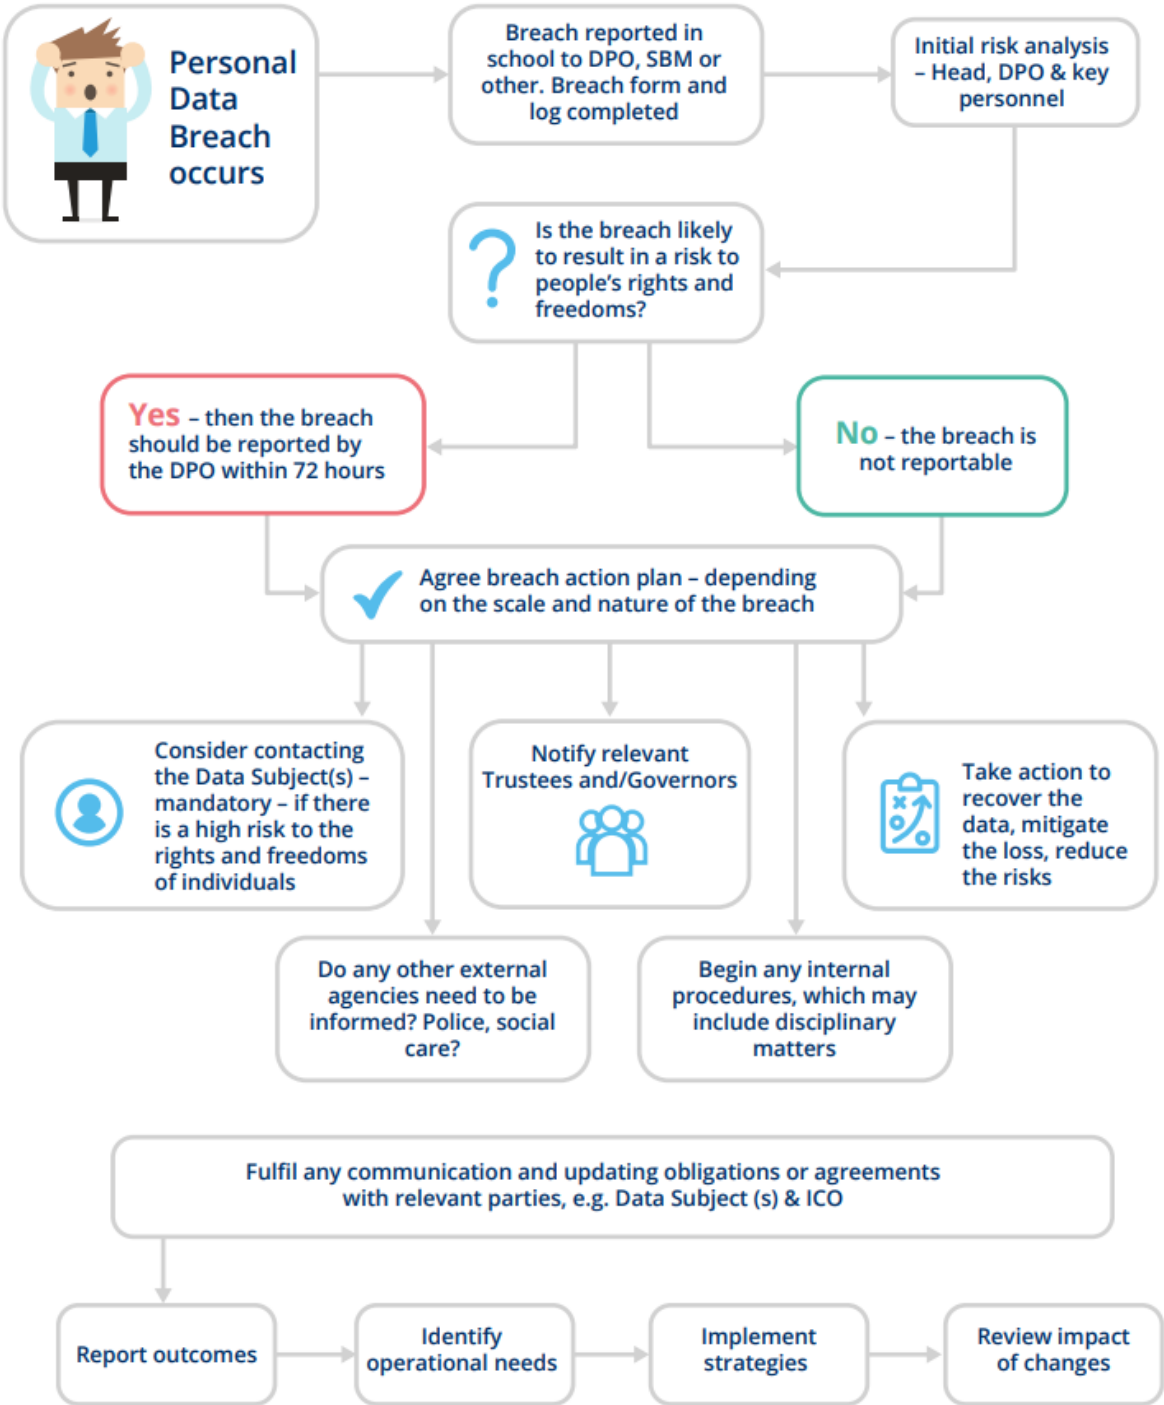 Personal
Data
Breach
occurs
Breach reported in
school to DPO, SBM or
other. Breach form and
log completed
Initial risk analysis
– Head, DPO & key
personnel
Is the breach likely
to result in a risk to
people's rights and
freedoms?
Yes – then the breach
should be reported by
the DPO within 72 hours
No – the breach is
not reportable
Agree breach action plan – depending
on the scale and nature of the breach
Consider contacting
the Data Subject(s) –
mandatory – if there
is a high risk to the
rights and freedoms
of individuals
Notify relevant
Trustees and/Governors
Take action to
recover the
data, mitigate
the loss, reduce
the risks
Do any other external
agencies need to be
informed? Police, social
care?
Begin any internal
procedures, which may
include disciplinary
matters
Fulfil any communication and updating obligations or agreements
with relevant parties, e.g. Data Subject (s) & ICO
Report outcomes
Identify
operational needs
Implement
strategies
Review impact
of changes